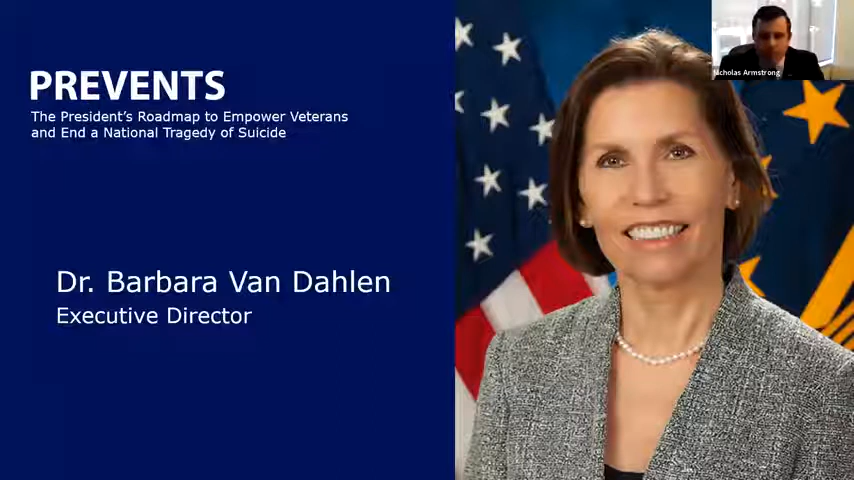 PREVENTS
The President's Roadmap to Empower Veterans
and End a National Tragedy of Suicide
Dr. Barbara Van Dahlen
Executive Director
Nicholas Armstrong